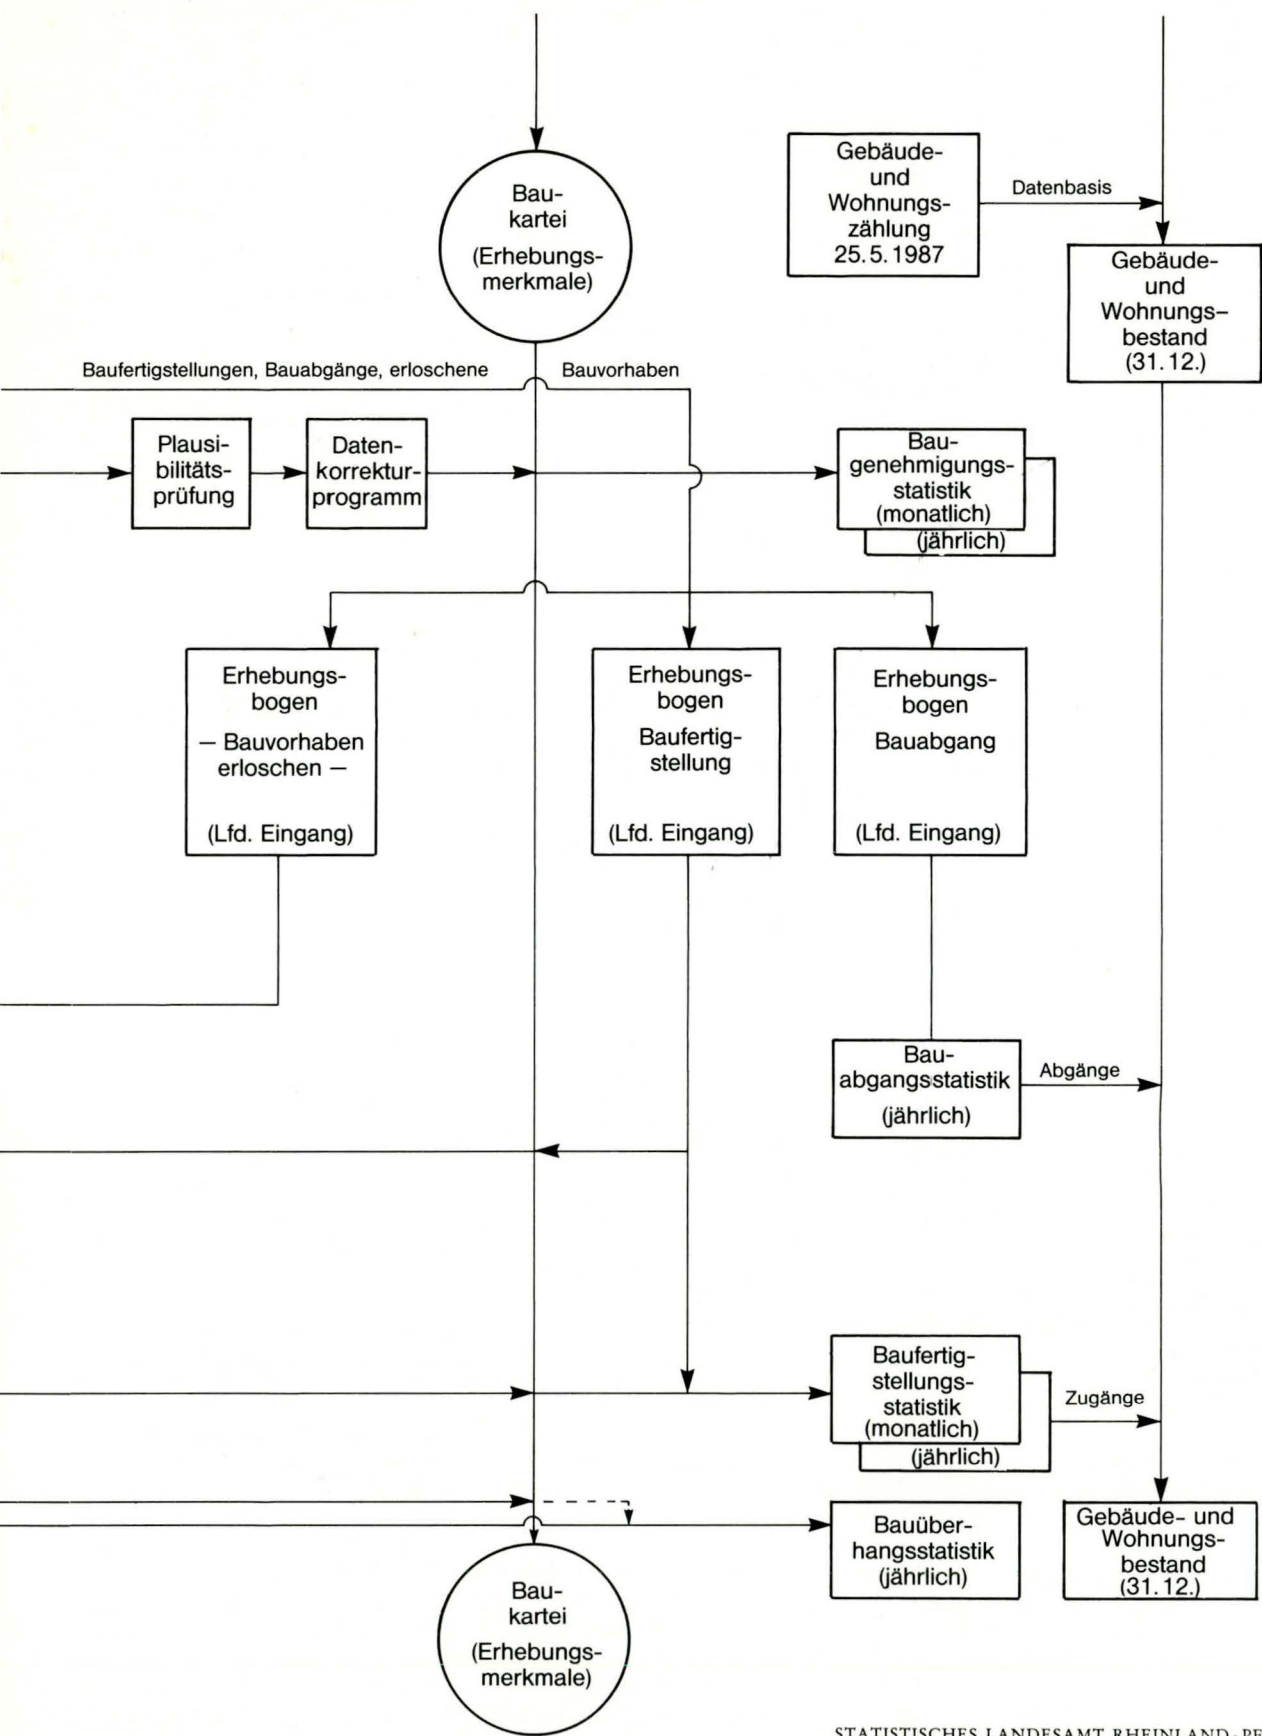 Bau-
kartei
(Erhebungs-
merkmale)
Gebäude-
und
Wohnungs-
zählung
25.5.1987
Datenbasis
Gebäude-
und
Wohnungs-
bestand
(31.12.)
Baufertigstellungen, Bauabgänge, erloschene Bauvorhaben
Plausi-
bilitäts-
prüfung
Daten-
korrektur-
programm
Bau-
genehmigungs-
statistik
(monatlich)
(jährlich)
Erhebungs-
bogen
— Bauvorhaben
erloschen —
(Lfd. Eingang)
Erhebungs-
bogen
Baufertig-
stellung
(Lfd. Eingang)
Erhebungs-
bogen
Bauabgang
(Lfd. Eingang)
Bau-
abgangsstatistik
(jährlich)
Abgänge
Baufertig-
stellungs-
statistik
(monatlich)
(jährlich)
Zugänge
Bauüber-
hangsstatistik
(jährlich)
Gebäude- und
Wohnungs-
bestand
(31.12.)
Bau-
kartei
(Erhebungs-
merkmale)
STATISTISCHES LANDESAMT RHEINLAND-